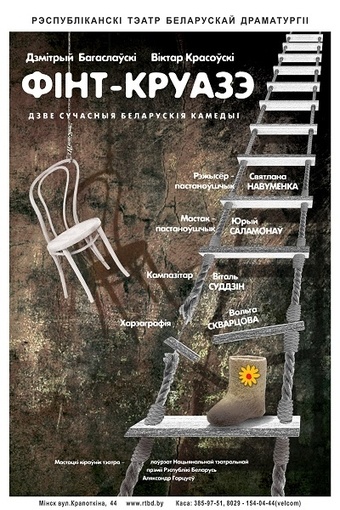 РЭСПУБЛІКАНСКІ ТЭАТР БЕЛАРУСКАЙ ДРАМАТУРГІІ
Дзмітрый Багаслаўскі Віктар Красоўскі
ФІНТ-КРУАЗЭ
ДЗВЕ СУЧАСНЫЯ БЕЛАРУСКІЯ КАМЕДЫІ
Рэжысёр -
пастаноўшчык
Святлана
НАВУМЕНКА
Мастак -
пастаноўшчык
Юрый
САЛАМОНАЎ
Кампазітар
Віталь
СУДДЗІН
Харэаграфія
Вольга
СКВАРЦОВА
Мастацкі кіраўнік тэатра -
лаўрэат Нацыянальнай тэатральнай
прэміі Рэспублікі Беларусь
Аляксандр Гарцуеў
Мінск вул.Крапоткіна, 44 www.rtbd.by Каса: 385-97-51, 8029 - 154-04-44(velcom)